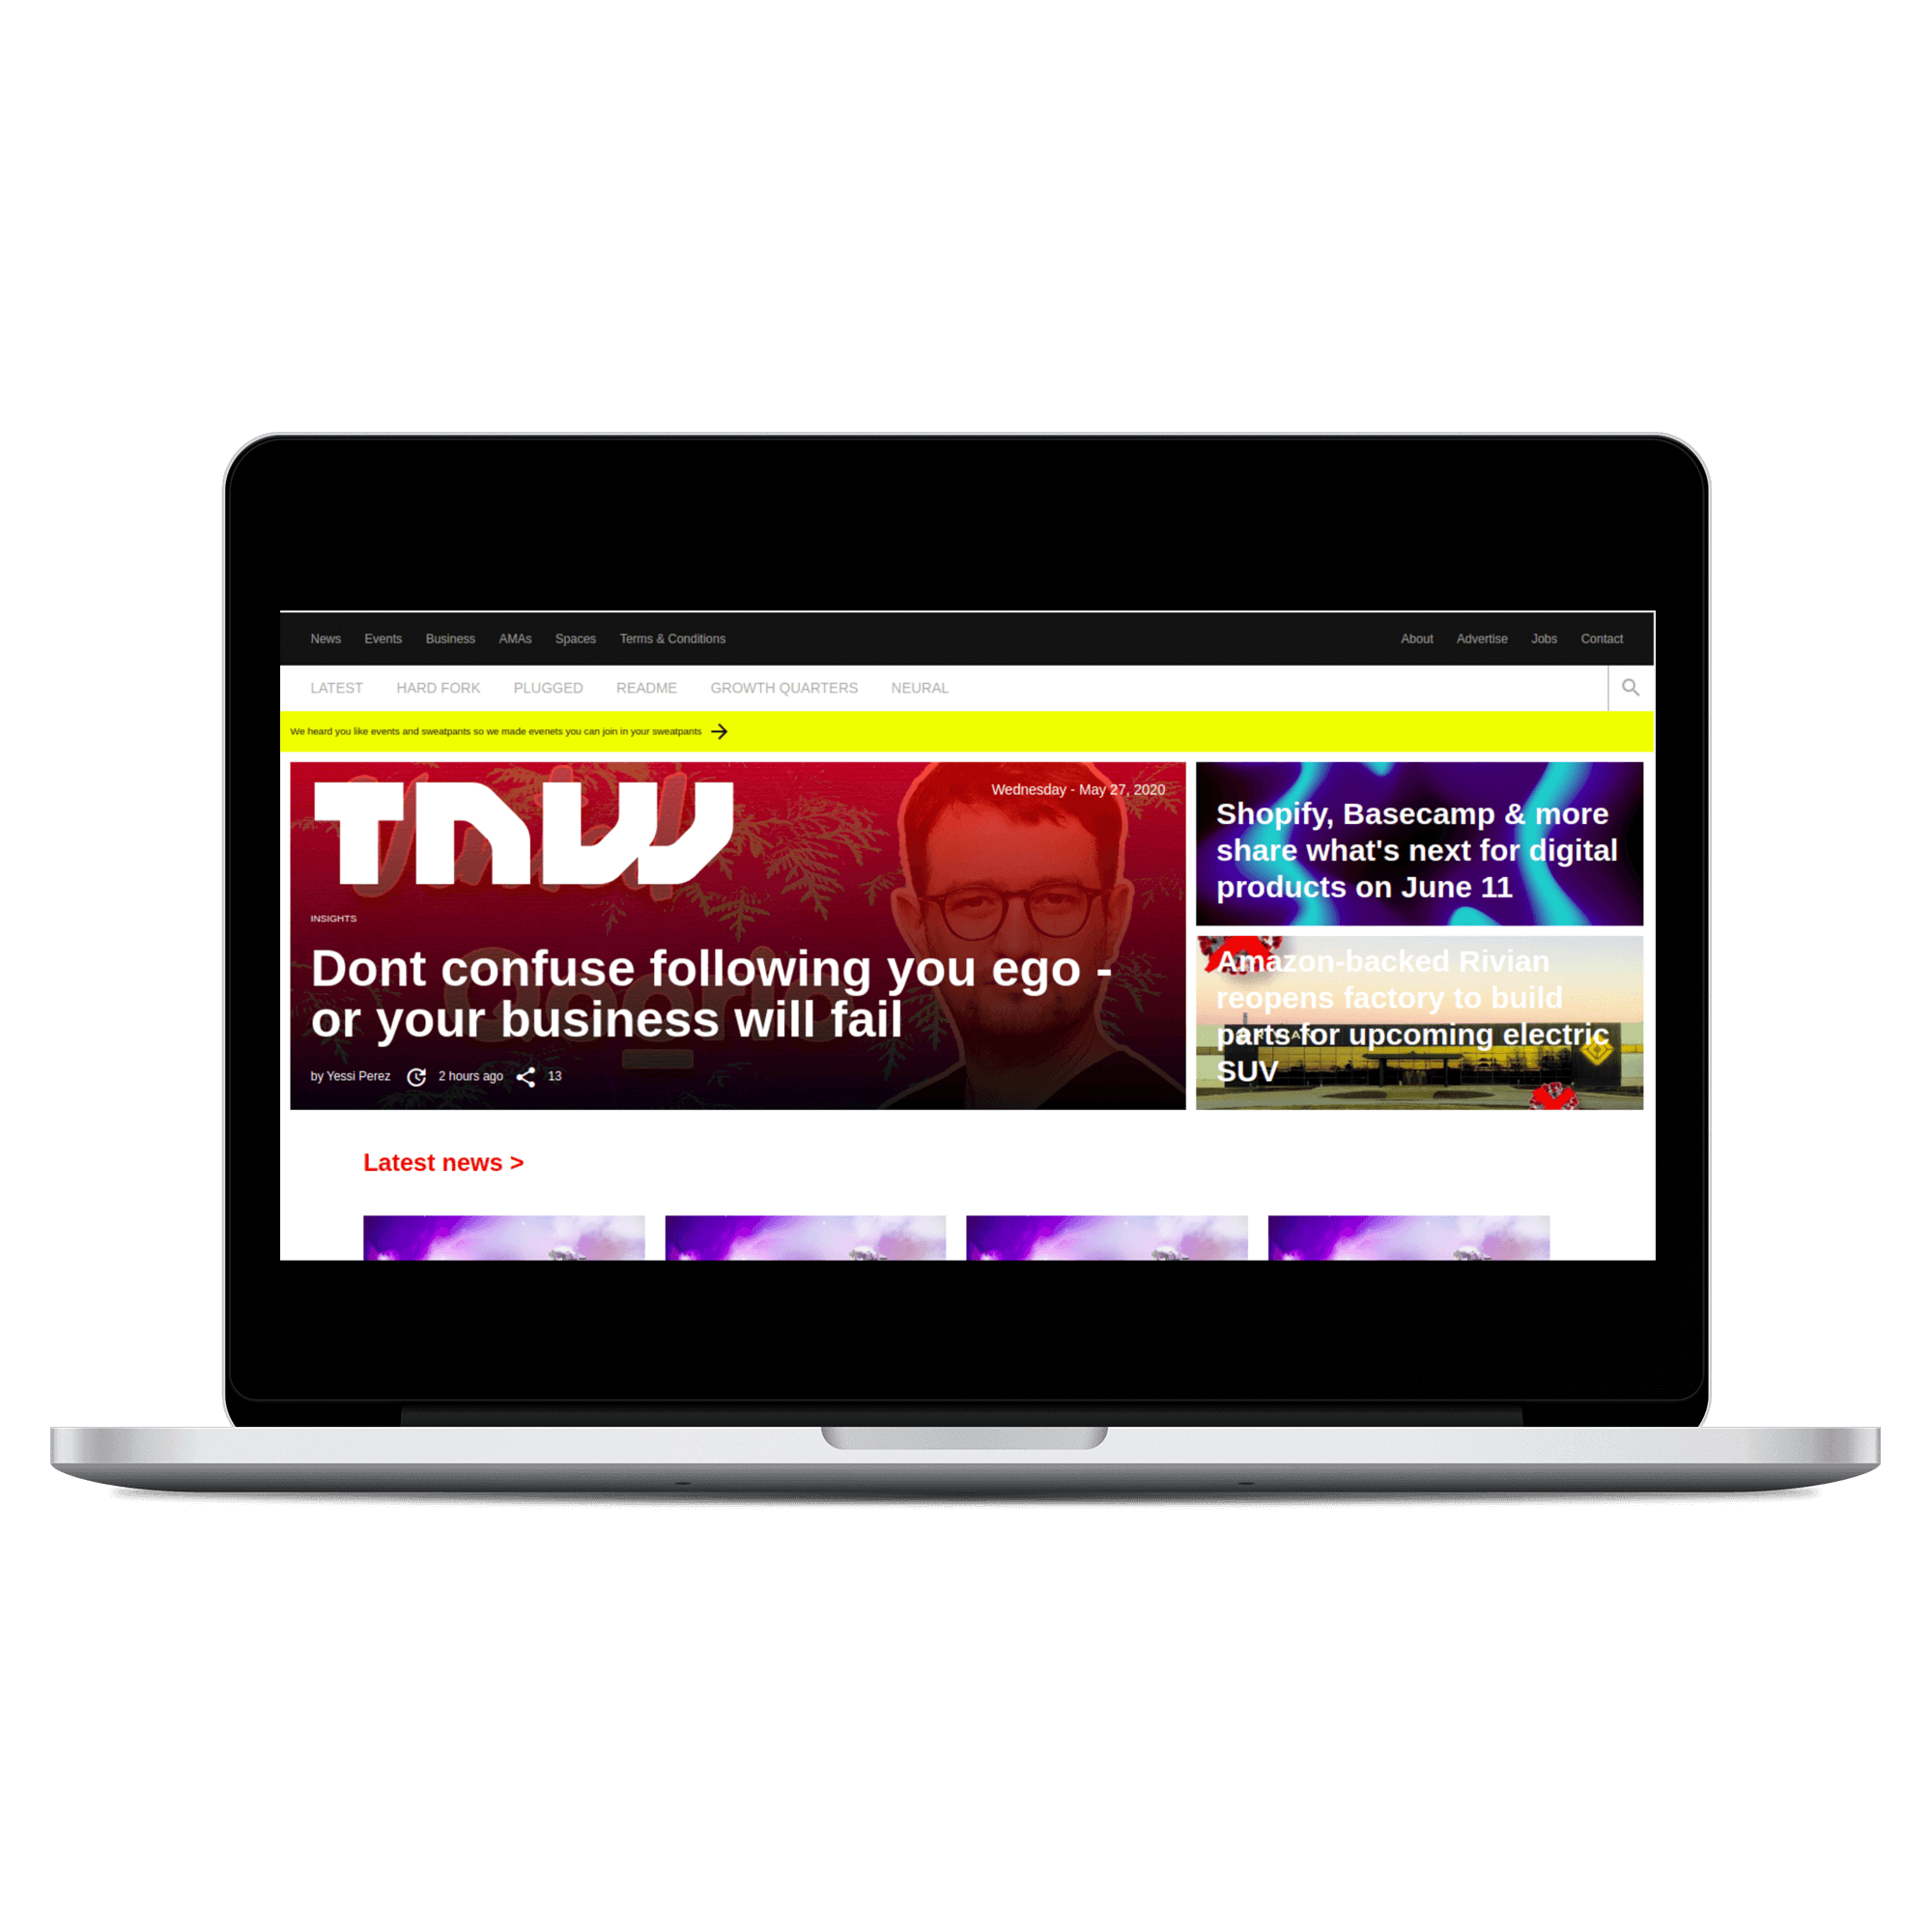 News Events Business AMAs Spaces Terms & Conditions About Advertise Jobs Contact
LATEST HARD FORK PLUGGED README GROWTH QUARTERS NEURAL
We heard you like events and sweatpants so we made evenets you can join in your sweatpants
TNW
Wednesday - May 27, 2020
INSIGHTS
Dont confuse following you ego -
or your business will fail
by Yessi Perez 2 hours ago 13
Shopify, Basecamp & more
share what's next for digital
products on June 11
Amazon-backed Rivian
reopens factory to build
parts for upcoming electric
SUV
Latest news >